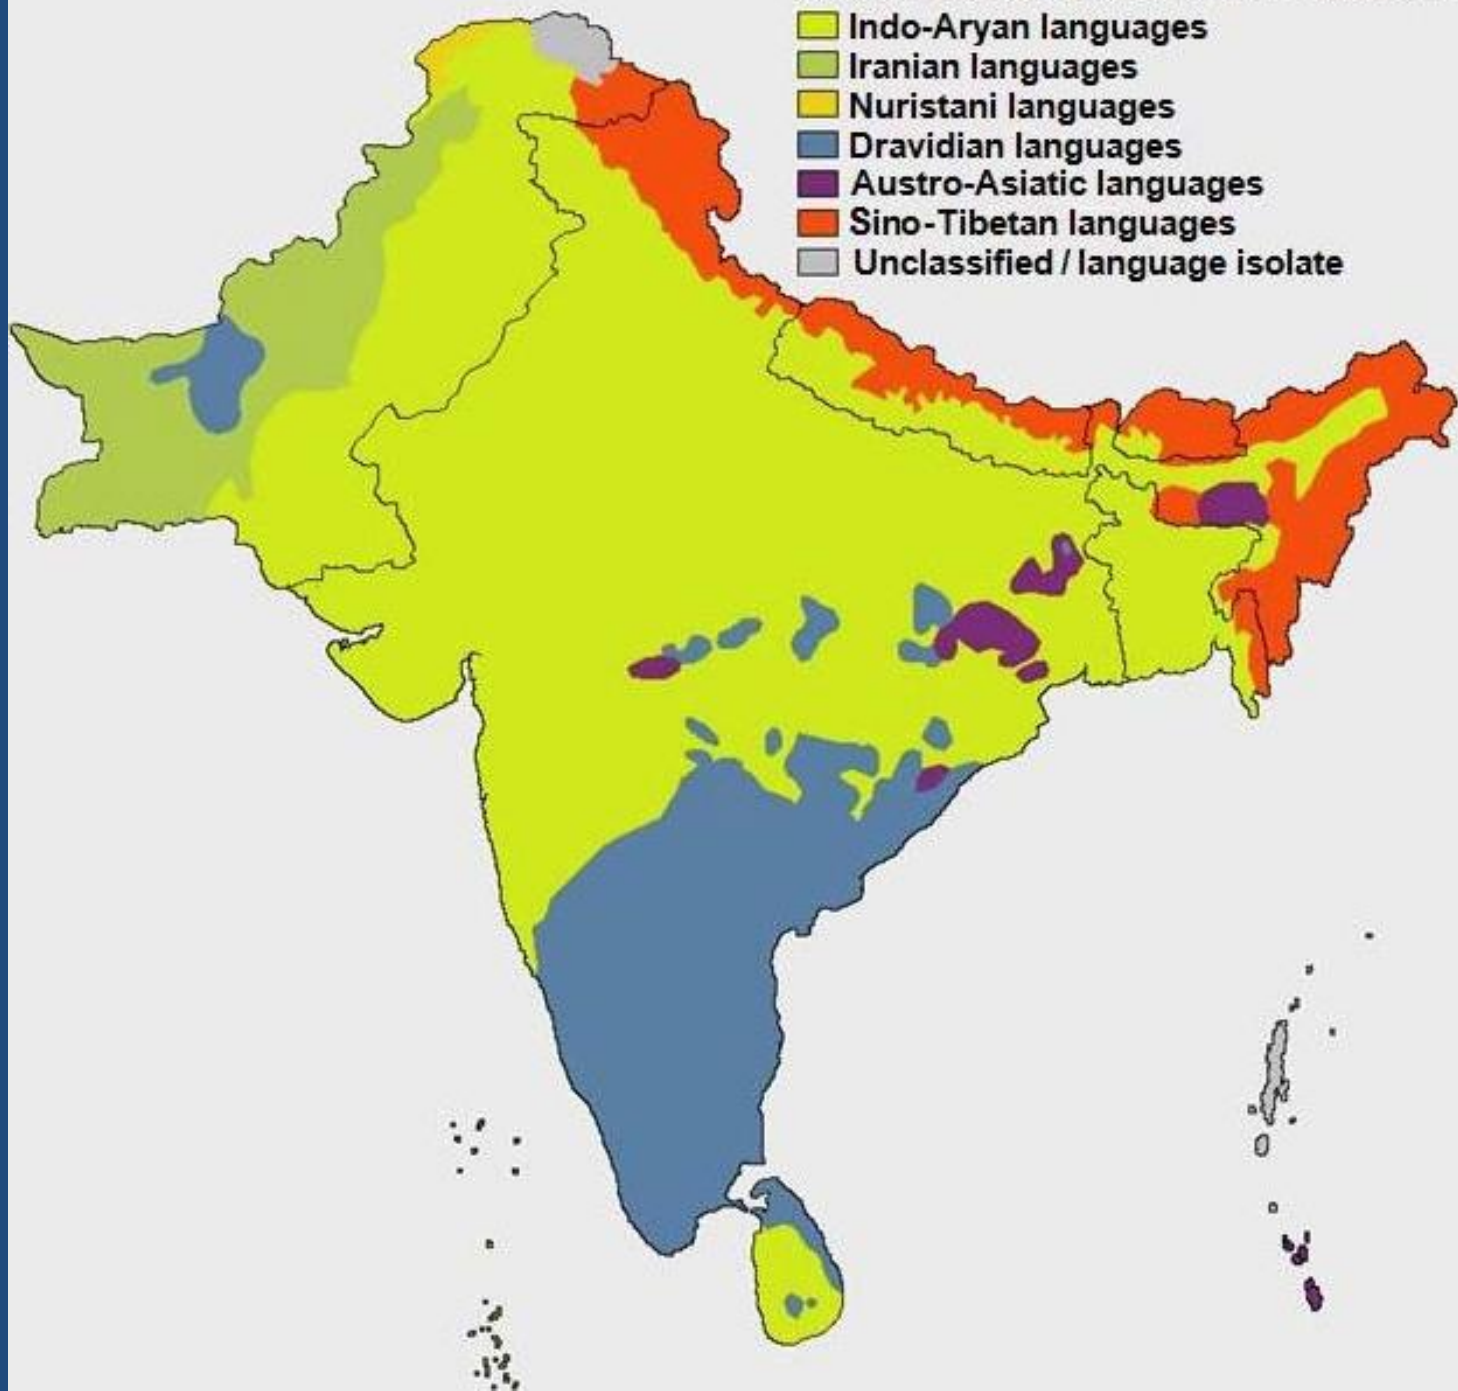 Indo-Aryan languages
Iranian languages
Nuristani languages
Dravidian languages
Austro-Asiatic languages
Sino-Tibetan languages
Unclassified / language isolate